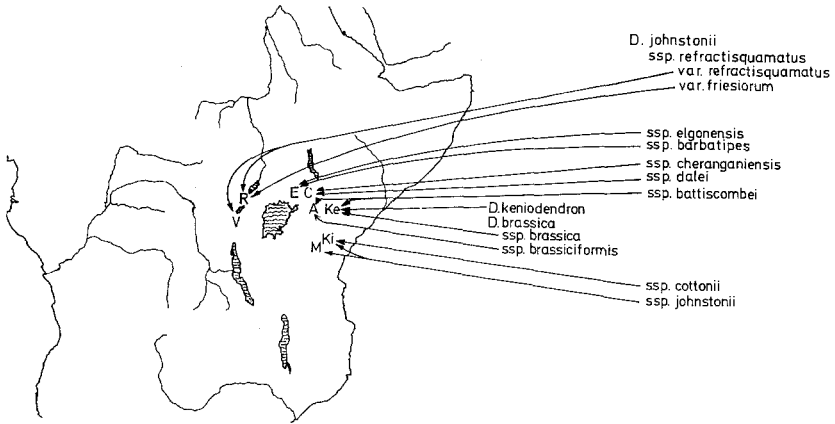 D. johnstonii
ssp. refractisquamatus
var. refractisquamatus
var. friesiorum
ssp. elgonensis
ssp. barbatipes
ssp. cheranganiensis
ssp. dalei
ssp. battiscombei
E C
R
A Ke
V
D. keniodendron
D. brassica
ssp. brassica
ssp. brassiciformis
Ki
M
ssp. cottonii
ssp. johnstonii